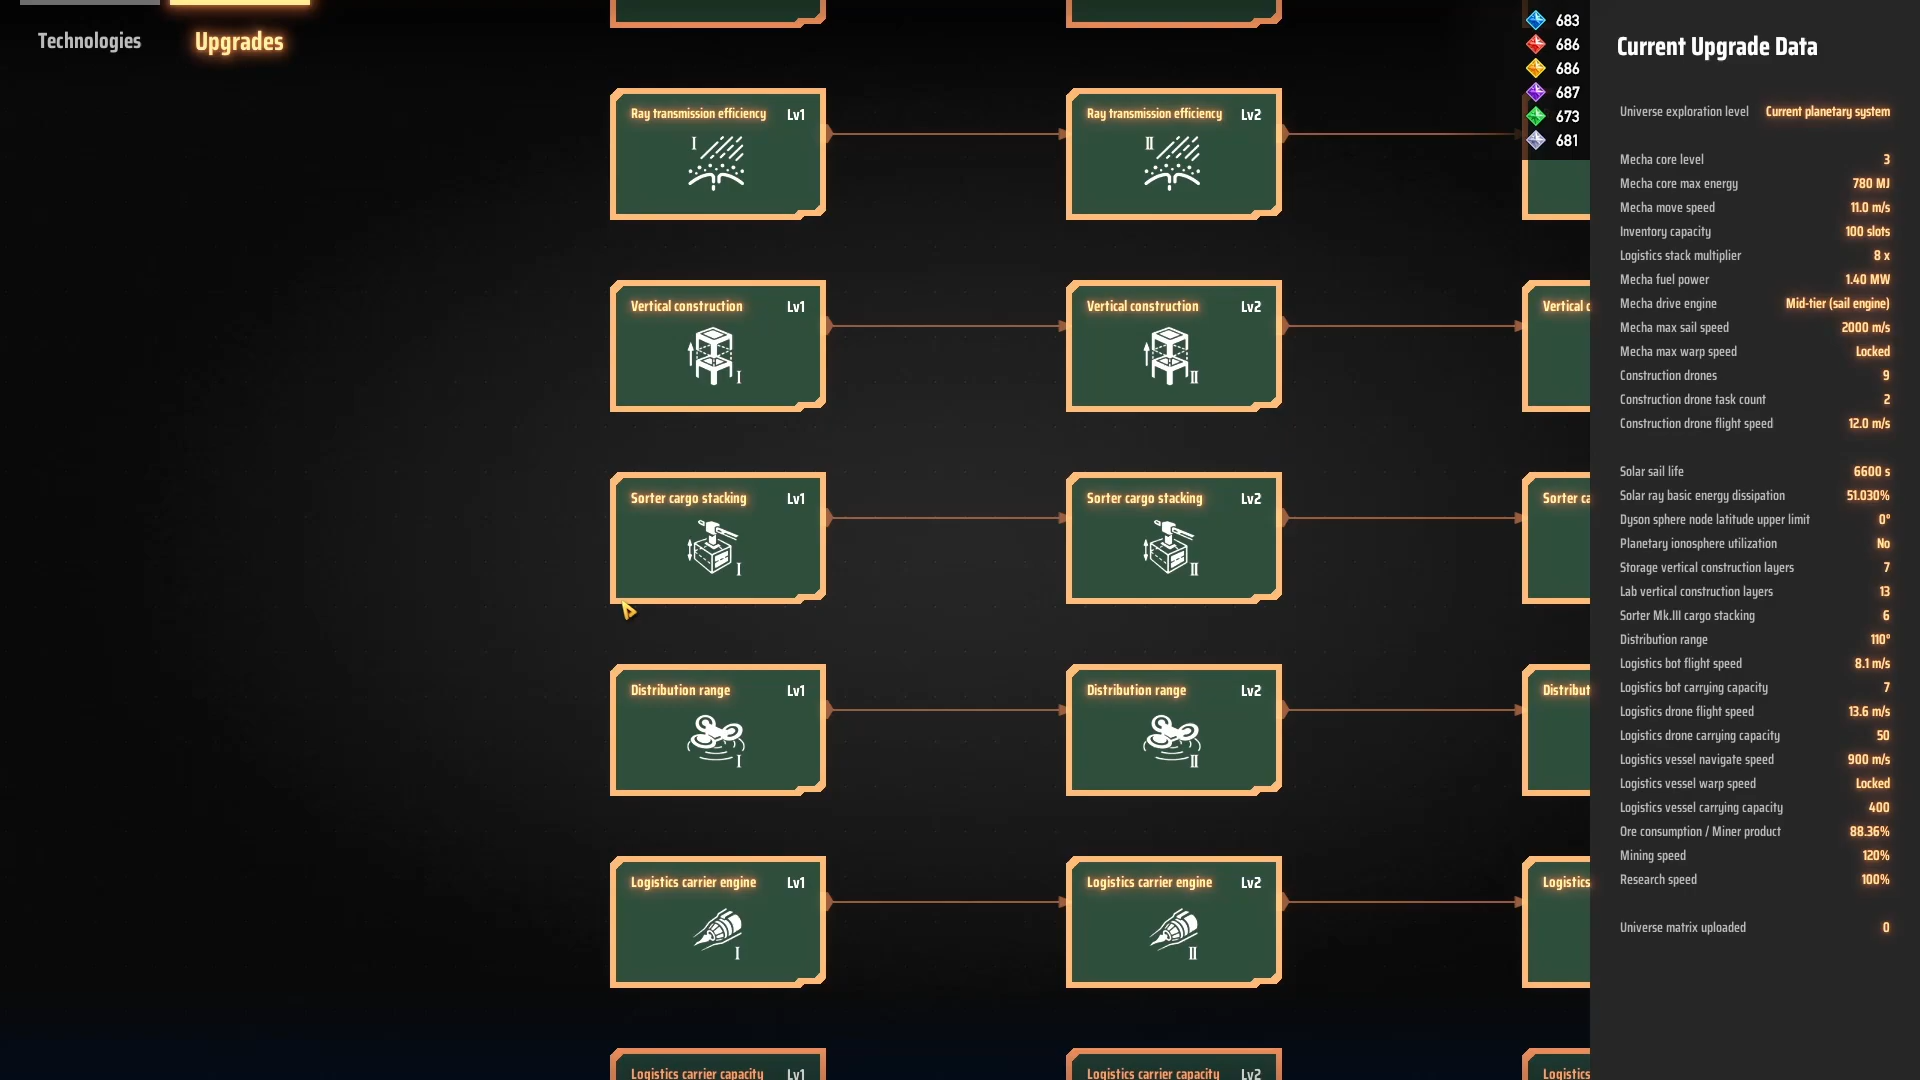 Technologies
Upgrades
Ray transmission efficiency Lv1
I
Ray transmission efficiency Lv2
II
Vertical construction Lv1
I
Vertical construction Lv2
II
Vertical c
Sorter cargo stacking Lv1
I
Sorter cargo stacking Lv2
II
Sorter ca
Distribution range Lv1
I
Distribution range Lv2
II
Distribut
Logistics carrier engine Lv1
I
Logistics carrier engine Lv2
II
Logistics
Logistics carrier capacity Lv1
Logistics carrier capacity Lv2
Logistics
683
686
686
687
673
681
Current Upgrade Data
Universe exploration level Current planetary system
Mecha core level 3
Mecha core max energy 780 MJ
Mecha move speed 11.0 m/s
Inventory capacity 100 slots
Logistics stack multiplier 8 x
Mecha fuel power 1.40 MW
Mecha drive engine Mid-tier (sail engine)
Mecha max sail speed 2000 m/s
Mecha max warp speed Locked
Construction drones 9
Construction drone task count 2
Construction drone flight speed 12.0 m/s
Solar sail life 6600 s
Solar ray basic energy dissipation 51.030%
Dyson sphere node latitude upper limit 0°
Planetary ionosphere utilization No
Storage vertical construction layers 7
Lab vertical construction layers 13
Sorter Mk.III cargo stacking 6
Distribution range 110°
Logistics bot flight speed 8.1 m/s
Logistics bot carrying capacity 7
Logistics drone flight speed 13.6 m/s
Logistics drone carrying capacity 50
Logistics vessel navigate speed 900 m/s
Logistics vessel warp speed Locked
Logistics vessel carrying capacity 400
Ore consumption / Miner product 88.36%
Mining speed 120%
Research speed 100%
Universe matrix uploaded 0